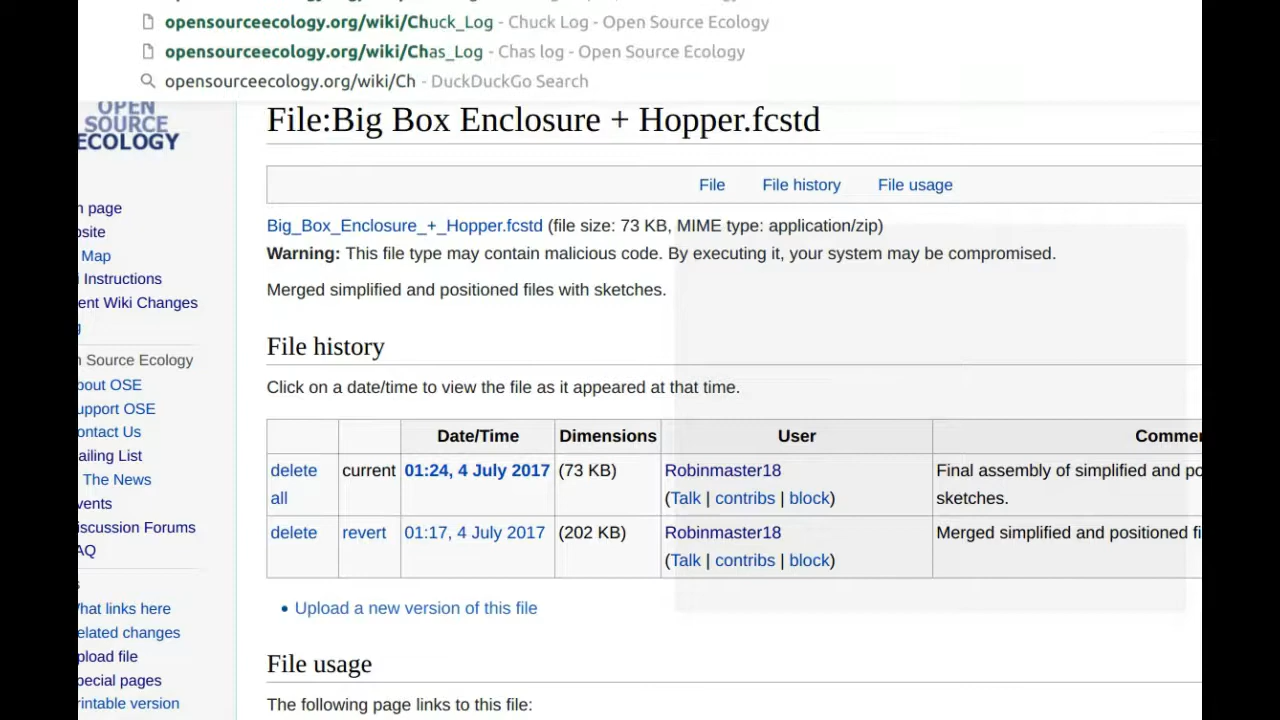 opensourceecology.org/wiki/Chuck_Log - Chuck Log - Open Source Ecology
opensourceecology.org/wiki/Chas_Log - Chas log - Open Source Ecology
opensourceecology.org/wiki/Ch - DuckDuckGo Search
OPEN
SOURCE
ECOLOGY
n page
osite
Map
i Instructions
ent Wiki Changes
g
n Source Ecology
bout OSE
upport OSE
ontact Us
ailing List
The News
vents
iscussion Forums
AQ
s
hat links here
elated changes
pload file
pecial pages
rintable version
File:Big Box Enclosure + Hopper.fcstd
File File history File usage
Big_Box_Enclosure_+_Hopper.fcstd (file size: 73 KB, MIME type: application/zip)
Warning: This file type may contain malicious code. By executing it, your system may be compromised.
Merged simplified and positioned files with sketches.
File history
Click on a date/time to view the file as it appeared at that time.
Date/Time Dimensions User Commen
delete all current 01:24, 4 July 2017 (73 KB) Robinmaster18 (Talk | contribs | block) Final assembly of simplified and po sketches.
delete revert 01:17, 4 July 2017 (202 KB) Robinmaster18 (Talk | contribs | block) Merged simplified and positioned fi
• Upload a new version of this file
File usage
The following page links to this file: